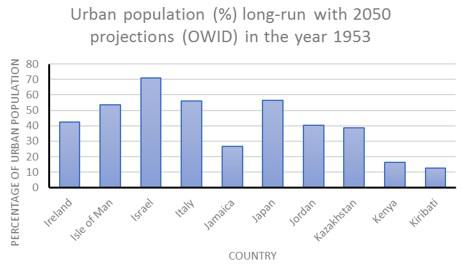 Urban population (%) long-run with 2050
projections (OWID) in the year 1953
PERCENTAGE OF URBAN POPULATION
80
70
60
50
40
30
20
10
0
Ireland
Isle of Man
Israel
Italy
Jamaica
Japan
Jordan
Kazakhstan
Kenya
Kiribati
COUNTRY